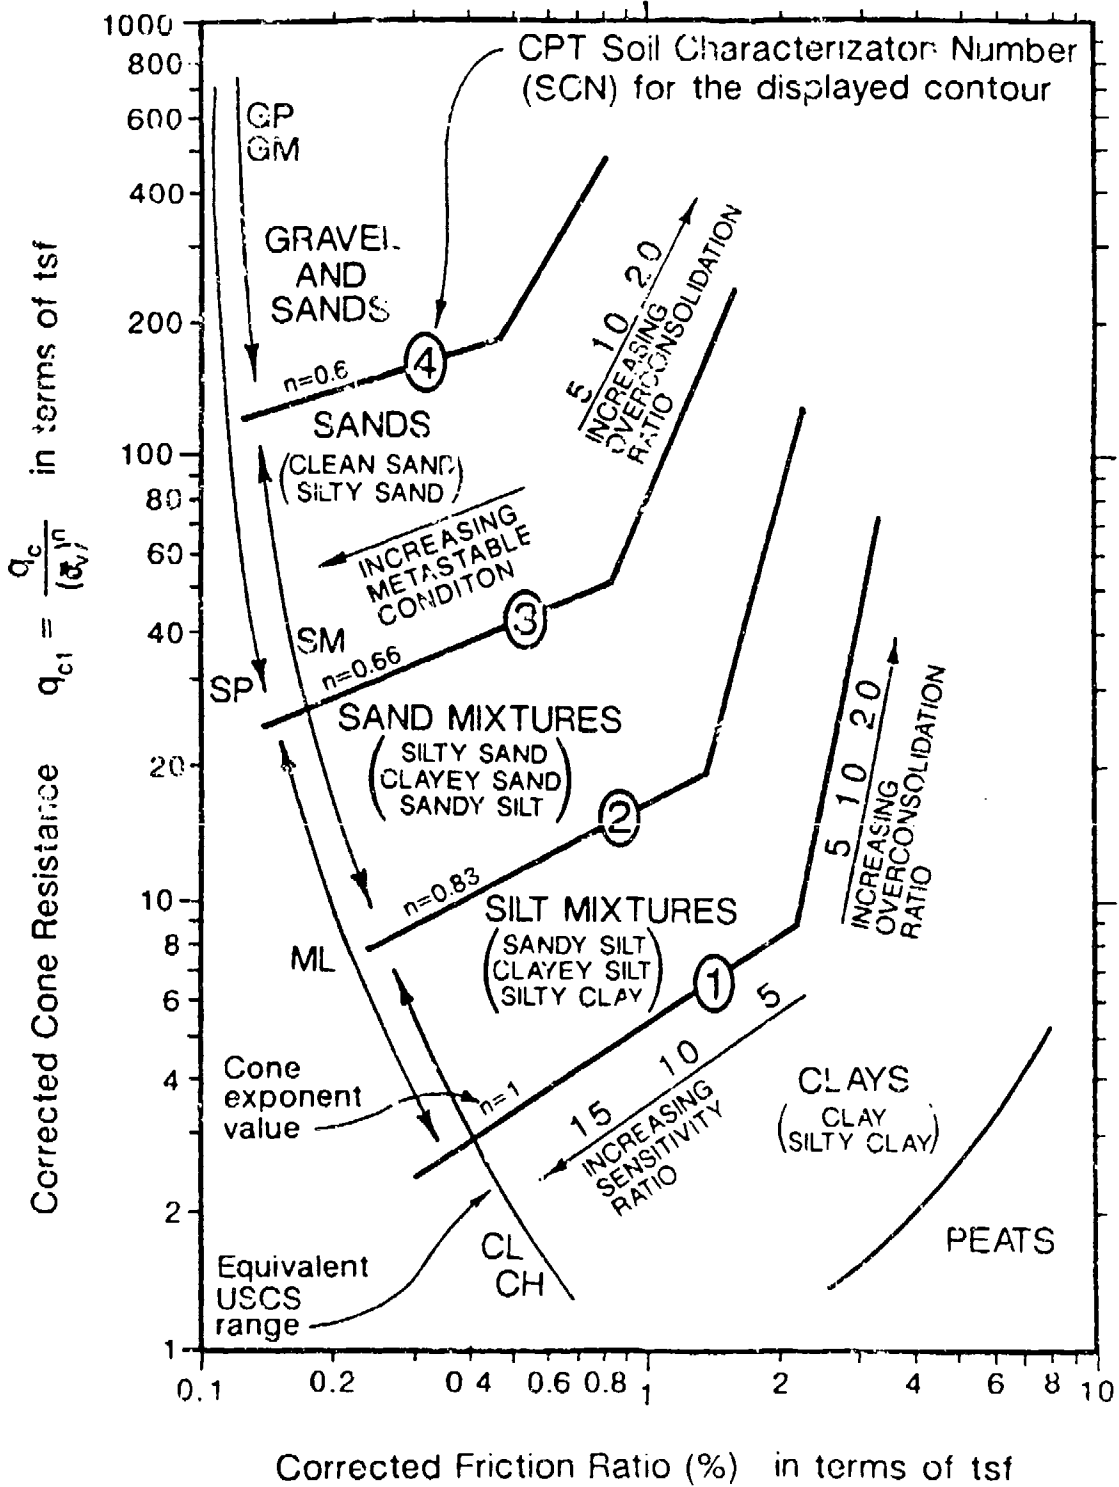 1000
800
600
400
200
100
80
60
40
20
10
8
6
4
2
1
Corrected Cone Resistance q_c1 = q_c / (σ̄_v)^n in terms of tsf
CPT Soil Characterizaton Number
(SCN) for the displayed contour
GP
GM
GRAVEL
AND
SANDS
n=0.6
4
SANDS
(CLEAN SAND
SILTY SAND)
5 10 20
INCREASING
OVERCONSOLIDATION
RATIO
INCREASING
METASTABLE
CONDITON
3
SM
n=0.66
SP
SAND MIXTURES
(SILTY SAND
CLAYEY SAND
SANDY SILT)
2
n=0.83
5 10 20
INCREASING
OVERCONSOLIDATION
RATIO
SILT MIXTURES
(SANDY SILT
CLAYEY SILT
SILTY CLAY)
ML
1
15 10 5
INCREASING
SENSITIVITY
RATIO
Cone
exponent
value
n=1
CLAYS
(CLAY
SILTY CLAY)
PEATS
CL
CH
Equivalent
USCS
range
0.1 0.2 0 4 0.6 0.8 1 2 4 6 8 10
Corrected Friction Ratio (%) in terms of tsf